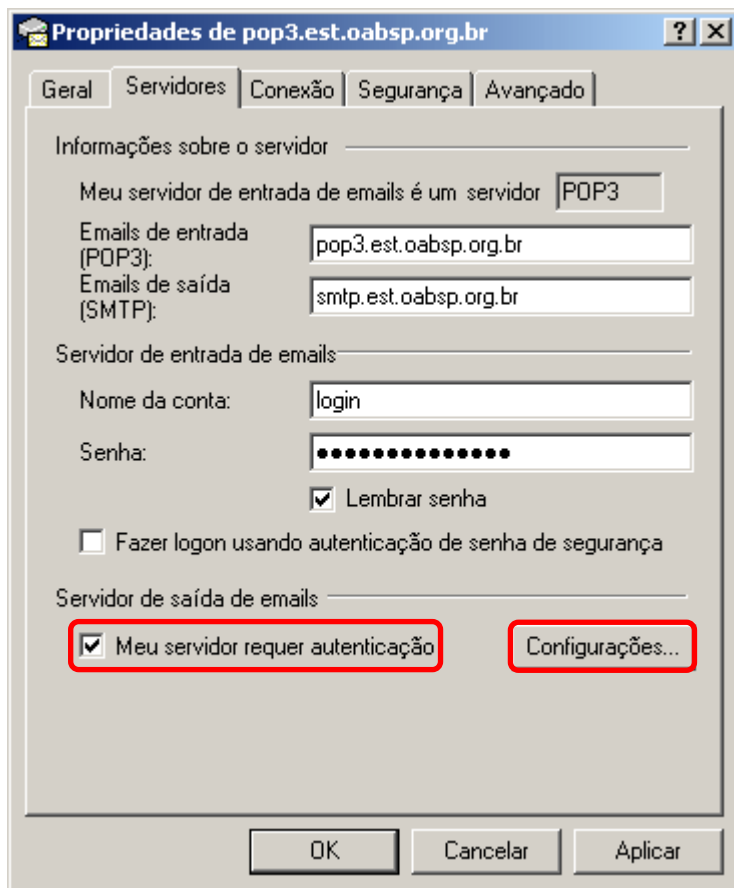 Propriedades de pop3.est.oabsp.org.br
Geral Servidores Conexão Segurança Avançado
Informações sobre o servidor
Meu servidor de entrada de emails é um servidor POP3
Emails de entrada
(POP3):
pop3.est.oabsp.org.br
Emails de saída
(SMTP):
smtp.est.oabsp.org.br
Servidor de entrada de emails
Nome da conta: login
Senha: ●●●●●●●●●●●●●●
Lembrar senha
Fazer logon usando autenticação de senha de segurança
Servidor de saída de emails
Meu servidor requer autenticação Configurações...
OK Cancelar Aplicar